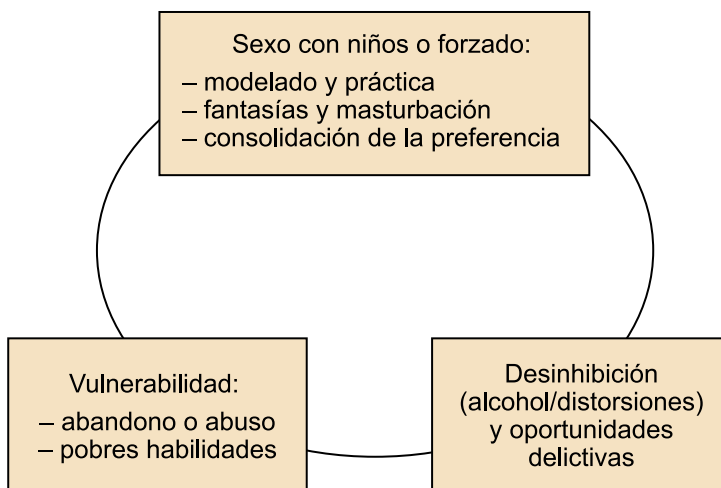 Sexo con niños o forzado:
– modelado y práctica
– fantasías y masturbación
– consolidación de la preferencia
Vulnerabilidad:
– abandono o abuso
– pobres habilidades
Desinhibición
(alcohol/distorsiones)
y oportunidades
delictivas